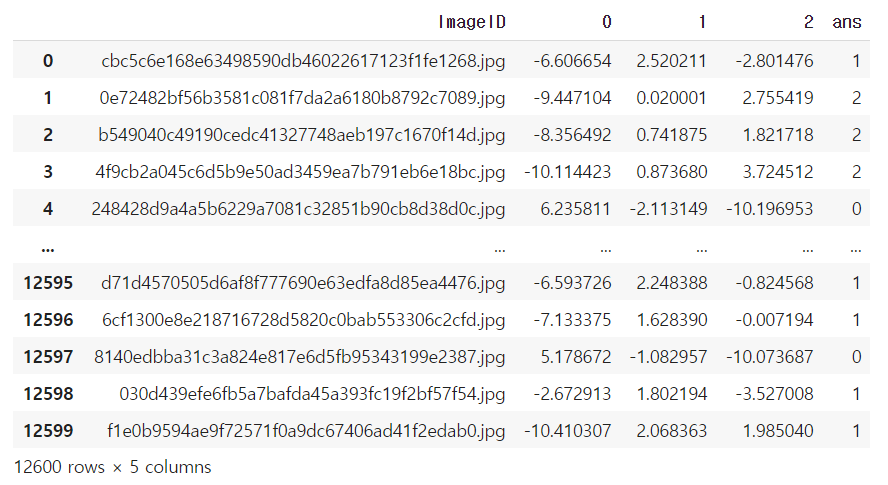 ImageID 0 1 2 ans
0 cbc5c6e168e63498590db46022617123f1fe1268.jpg -6.606654 2.520211 -2.801476 1
1 0e72482bf56b3581c081f7da2a6180b8792c7089.jpg -9.447104 0.020001 2.755419 2
2 b549040c49190cedc41327748aeb197c1670f14d.jpg -8.356492 0.741875 1.821718 2
3 4f9cb2a045c6d5b9e50ad3459ea7b791eb6e18bc.jpg -10.114423 0.873680 3.724512 2
4 248428d9a4a5b6229a7081c32851b90cb8d38d0c.jpg 6.235811 -2.113149 -10.196953 0
... ... ... ... ... ...
12595 d71d4570505d6af8f777690e63edfa8d85ea4476.jpg -6.593726 2.248388 -0.824568 1
12596 6cf1300e8e218716728d5820c0bab553306c2cfd.jpg -7.133375 1.628390 -0.007194 1
12597 8140edbba31c3a824e817e6d5fb95343199e2387.jpg 5.178672 -1.082957 -10.073687 0
12598 030d439efe6fb5a7bafda45a393fc19f2bf57f54.jpg -2.672913 1.802194 -3.527008 1
12599 f1e0b9594ae9f72571f0a9dc67406ad41f2edab0.jpg -10.410307 2.068363 1.985040 1
12600 rows × 5 columns